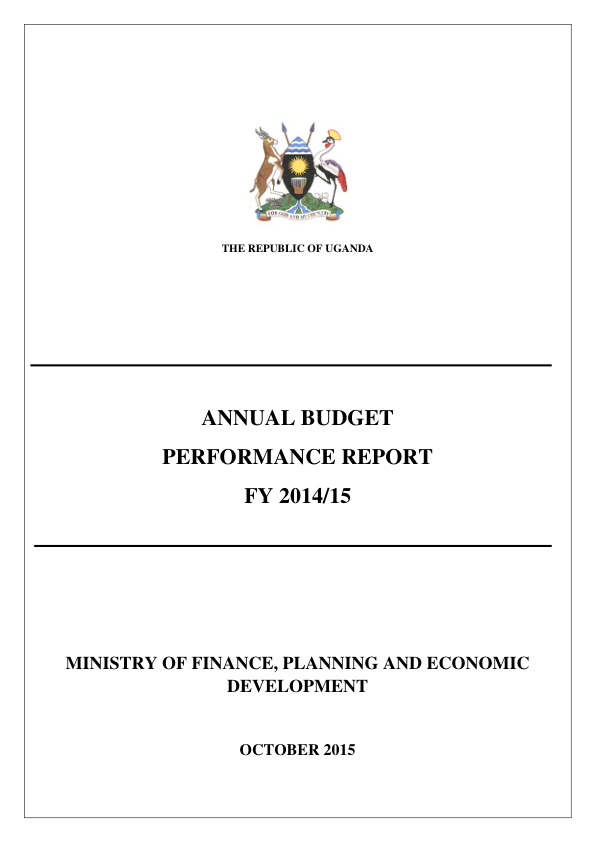 FOR GOD AND MY COUNTRY
THE REPUBLIC OF UGANDA
ANNUAL BUDGET
PERFORMANCE REPORT
FY 2014/15
MINISTRY OF FINANCE, PLANNING AND ECONOMIC
DEVELOPMENT
OCTOBER 2015